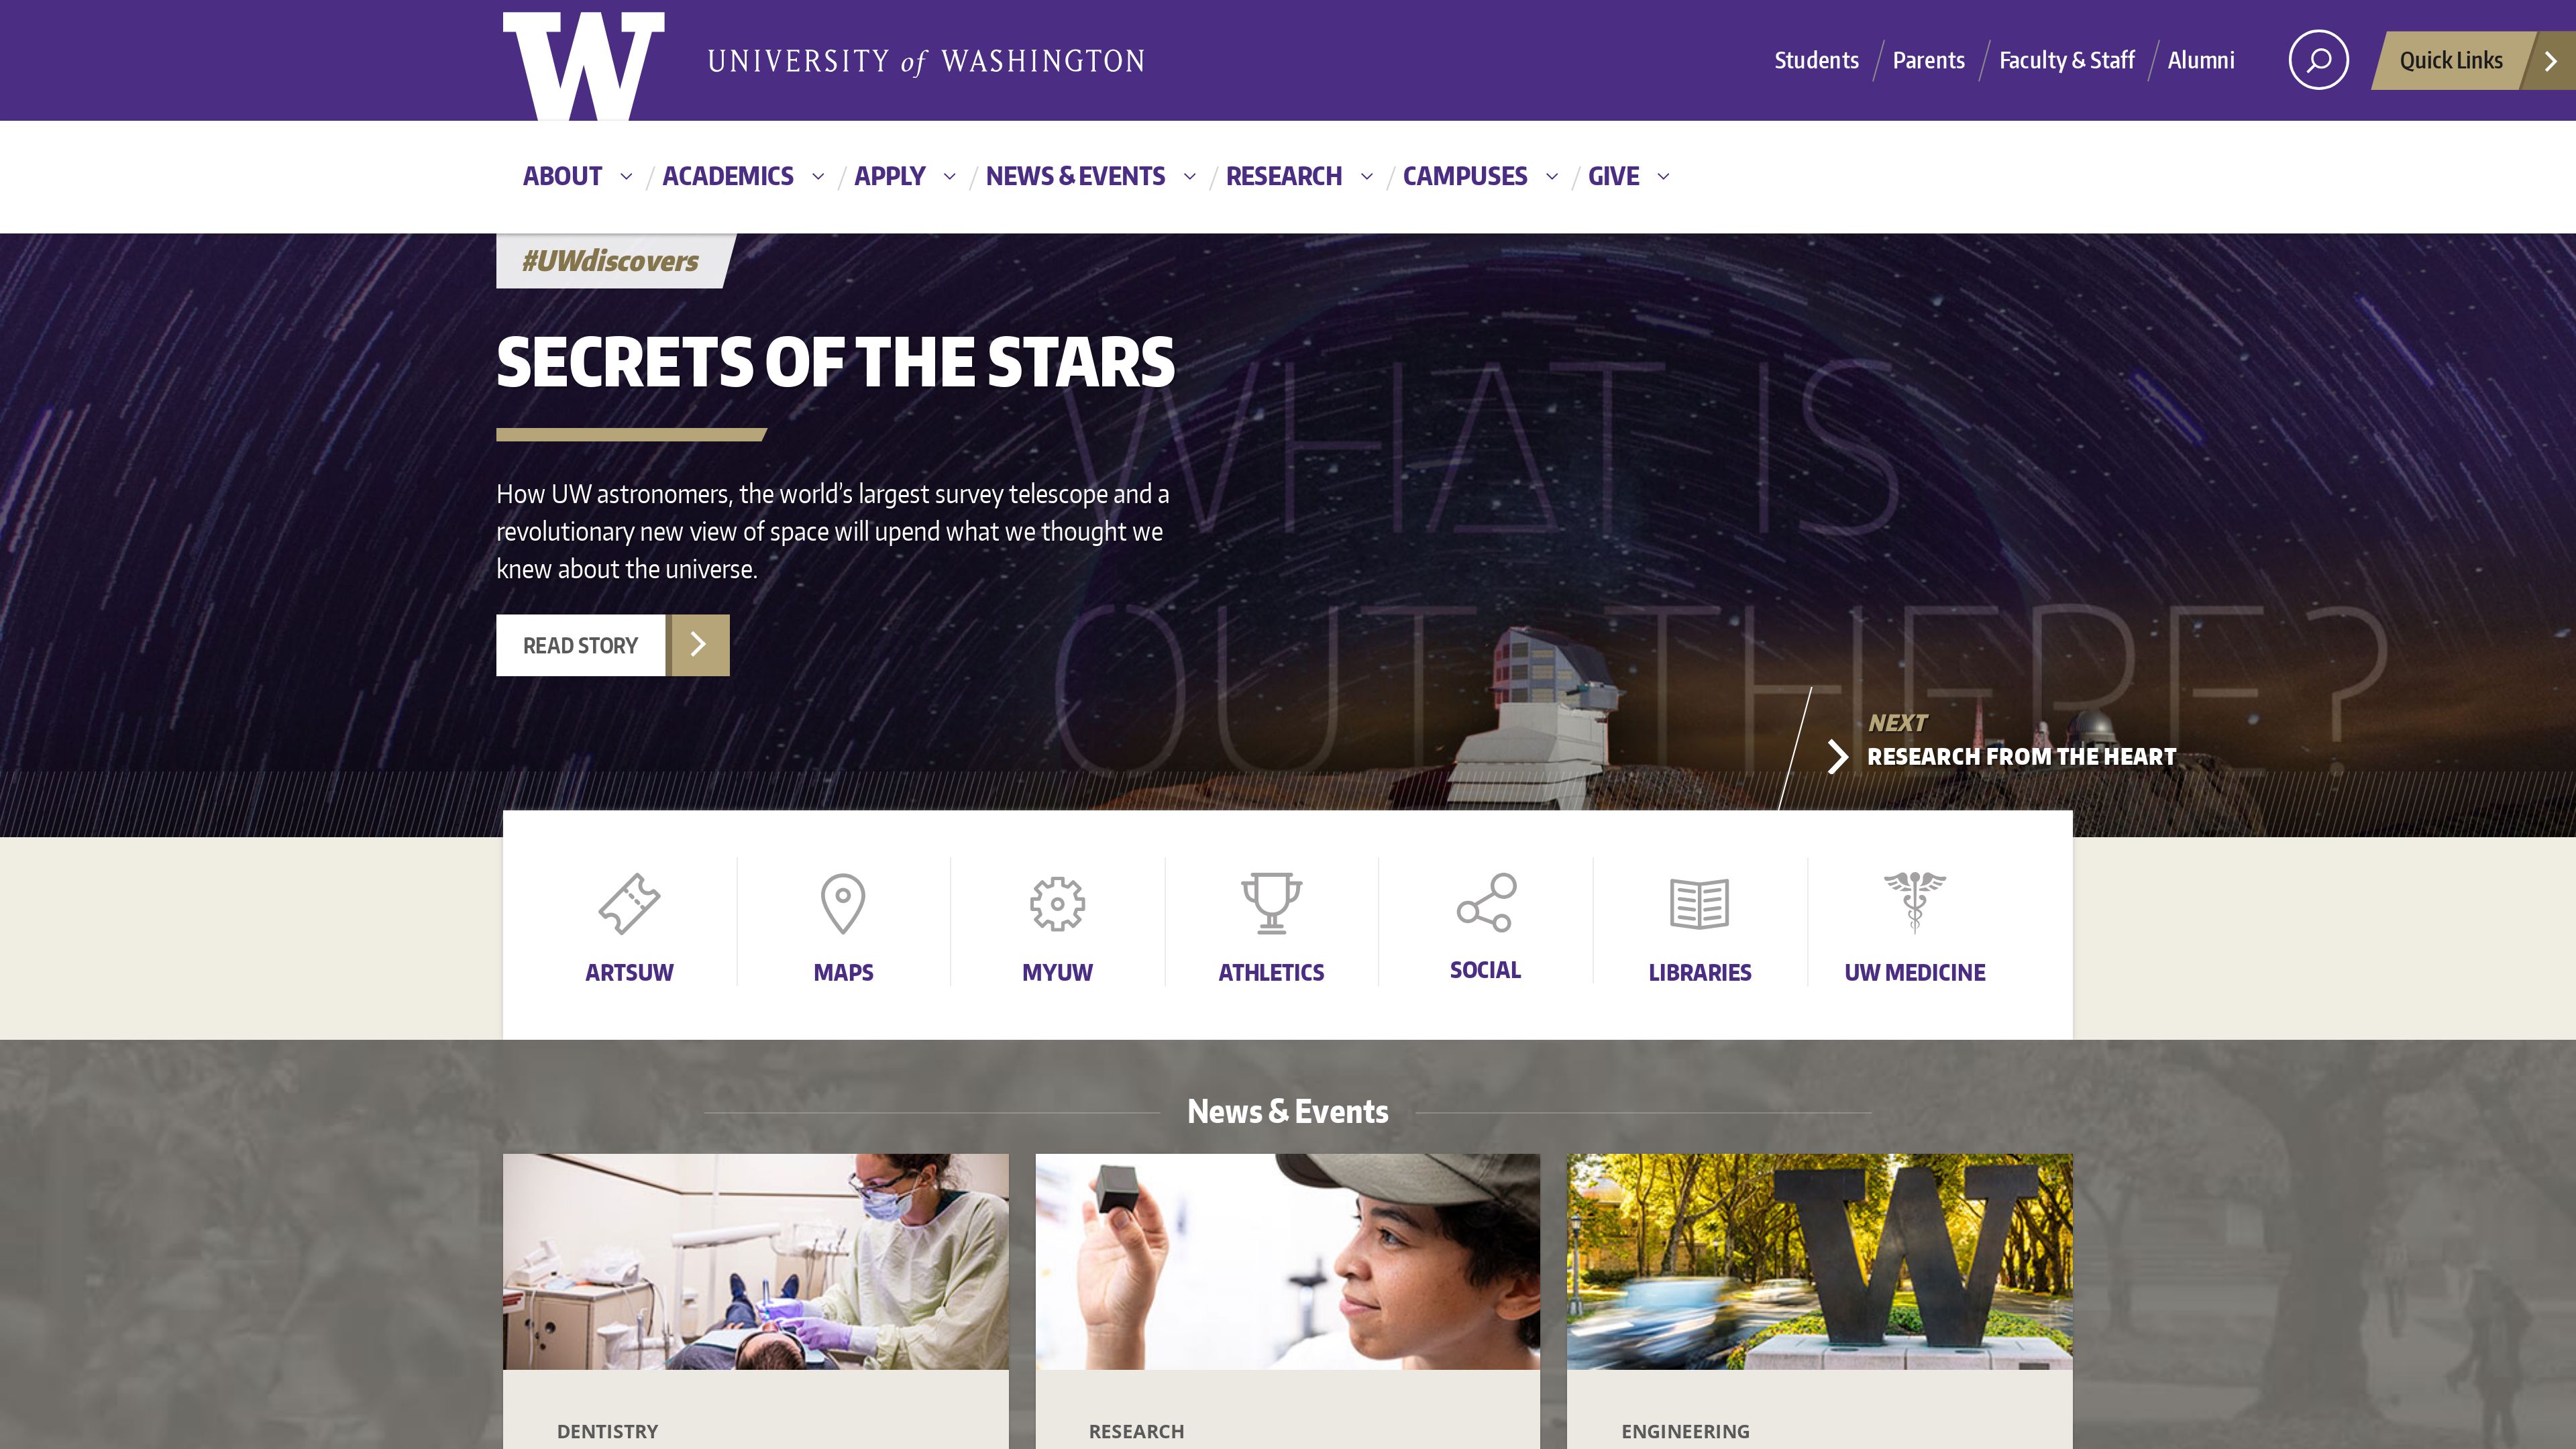 W
UNIVERSITY of WASHINGTON
Students
Parents
Faculty & Staff
Alumni
Quick Links
ABOUT
ACADEMICS
APPLY
NEWS & EVENTS
RESEARCH
CAMPUSES
GIVE
#UWdiscovers
SECRETS OF THE STARS
WHAT IS
OUT THERE?
How UW astronomers, the world's largest survey telescope and a
revolutionary new view of space will upend what we thought we
knew about the universe.
READ STORY
NEXT
RESEARCH FROM THE HEART
ARTSUW
MAPS
MYUW
ATHLETICS
SOCIAL
LIBRARIES
UW MEDICINE
News & Events
W
DENTISTRY
RESEARCH
ENGINEERING